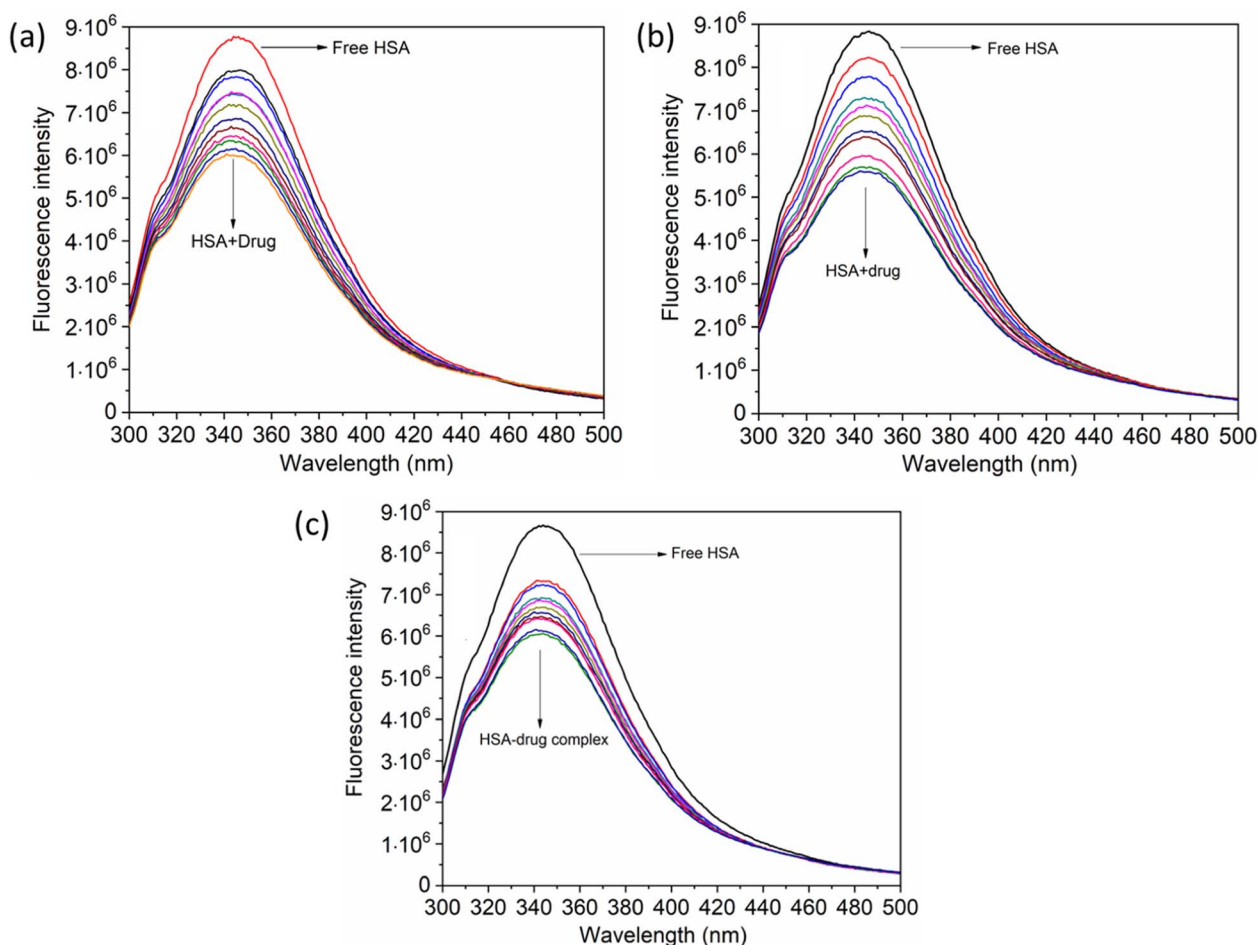 (a)
Fluorescence intensity
9·10⁶
8·10⁶
7·10⁶
6·10⁶
5·10⁶
4·10⁶
3·10⁶
2·10⁶
1·10⁶
0
Free HSA
HSA+Drug
300 320 340 360 380 400 420 440 460 480 500
Wavelength (nm)
(b)
Fluorescence intensity
9·10⁶
8·10⁶
7·10⁶
6·10⁶
5·10⁶
4·10⁶
3·10⁶
2·10⁶
1·10⁶
0
Free HSA
HSA+drug
300 320 340 360 380 400 420 440 460 480 500
Wavelength (nm)
(c)
Fluorescence intensity
9·10⁶
8·10⁶
7·10⁶
6·10⁶
5·10⁶
4·10⁶
3·10⁶
2·10⁶
1·10⁶
0
Free HSA
HSA-drug complex
300 320 340 360 380 400 420 440 460 480 500
Wavelength (nm)